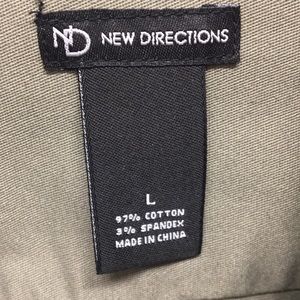 ND NEW DIRECTIONS
L
97% COTTON
3% SPANDEX
MADE IN CHINA